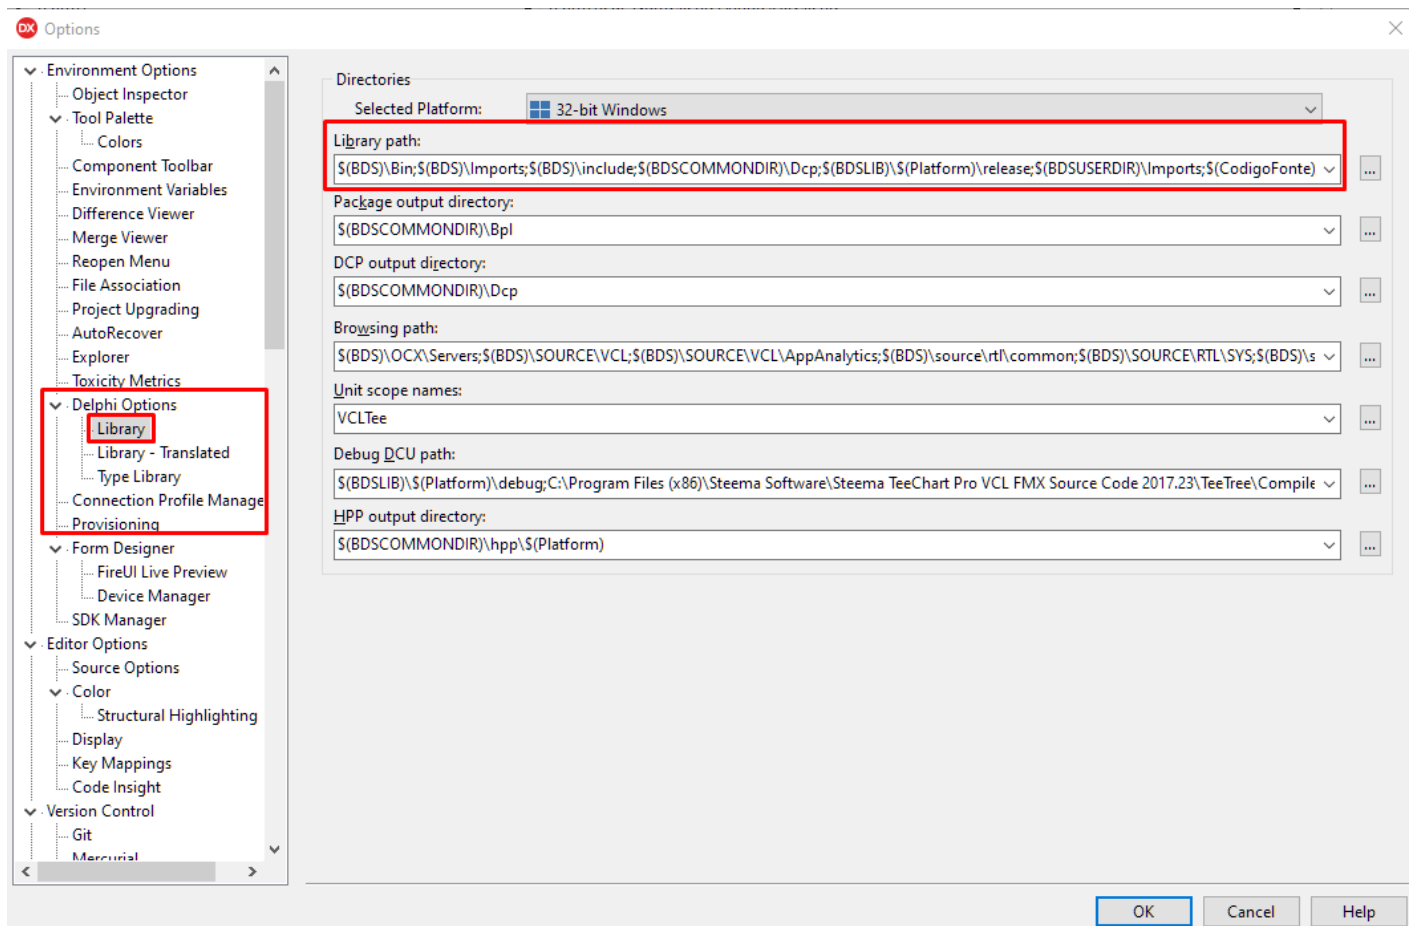 DX Options
Environment Options
Object Inspector
Tool Palette
Colors
Component Toolbar
Environment Variables
Difference Viewer
Merge Viewer
Reopen Menu
File Association
Project Upgrading
AutoRecover
Explorer
Toxicity Metrics
Delphi Options
Library
Library - Translated
Type Library
Connection Profile Manage
Provisioning
Form Designer
FireUI Live Preview
Device Manager
SDK Manager
Editor Options
Source Options
Color
Structural Highlighting
Display
Key Mappings
Code Insight
Version Control
Git
Mercurial
Directories
Selected Platform: 32-bit Windows
Library path:
$(BDS)\Bin;$(BDS)\Imports;$(BDS)\include;$(BDSCOMMONDIR)\Dcp;$(BDSLIB)\$(Platform)\release;$(BDSUSERDIR)\Imports;$(CodigoFonte) ...
Package output directory:
$(BDSCOMMONDIR)\Bpl ...
DCP output directory:
$(BDSCOMMONDIR)\Dcp ...
Browsing path:
$(BDS)\OCX\Servers;$(BDS)\SOURCE\VCL;$(BDS)\SOURCE\VCL\AppAnalytics;$(BDS)\source\rtl\common;$(BDS)\SOURCE\RTL\SYS;$(BDS)\s ...
Unit scope names:
VCLTee ...
Debug DCU path:
$(BDSLIB)\$(Platform)\debug;C:\Program Files (x86)\Steema Software\Steema TeeChart Pro VCL FMX Source Code 2017.23\TeeTree\Compile ...
HPP output directory:
$(BDSCOMMONDIR)\hpp\$(Platform) ...
OK Cancel Help